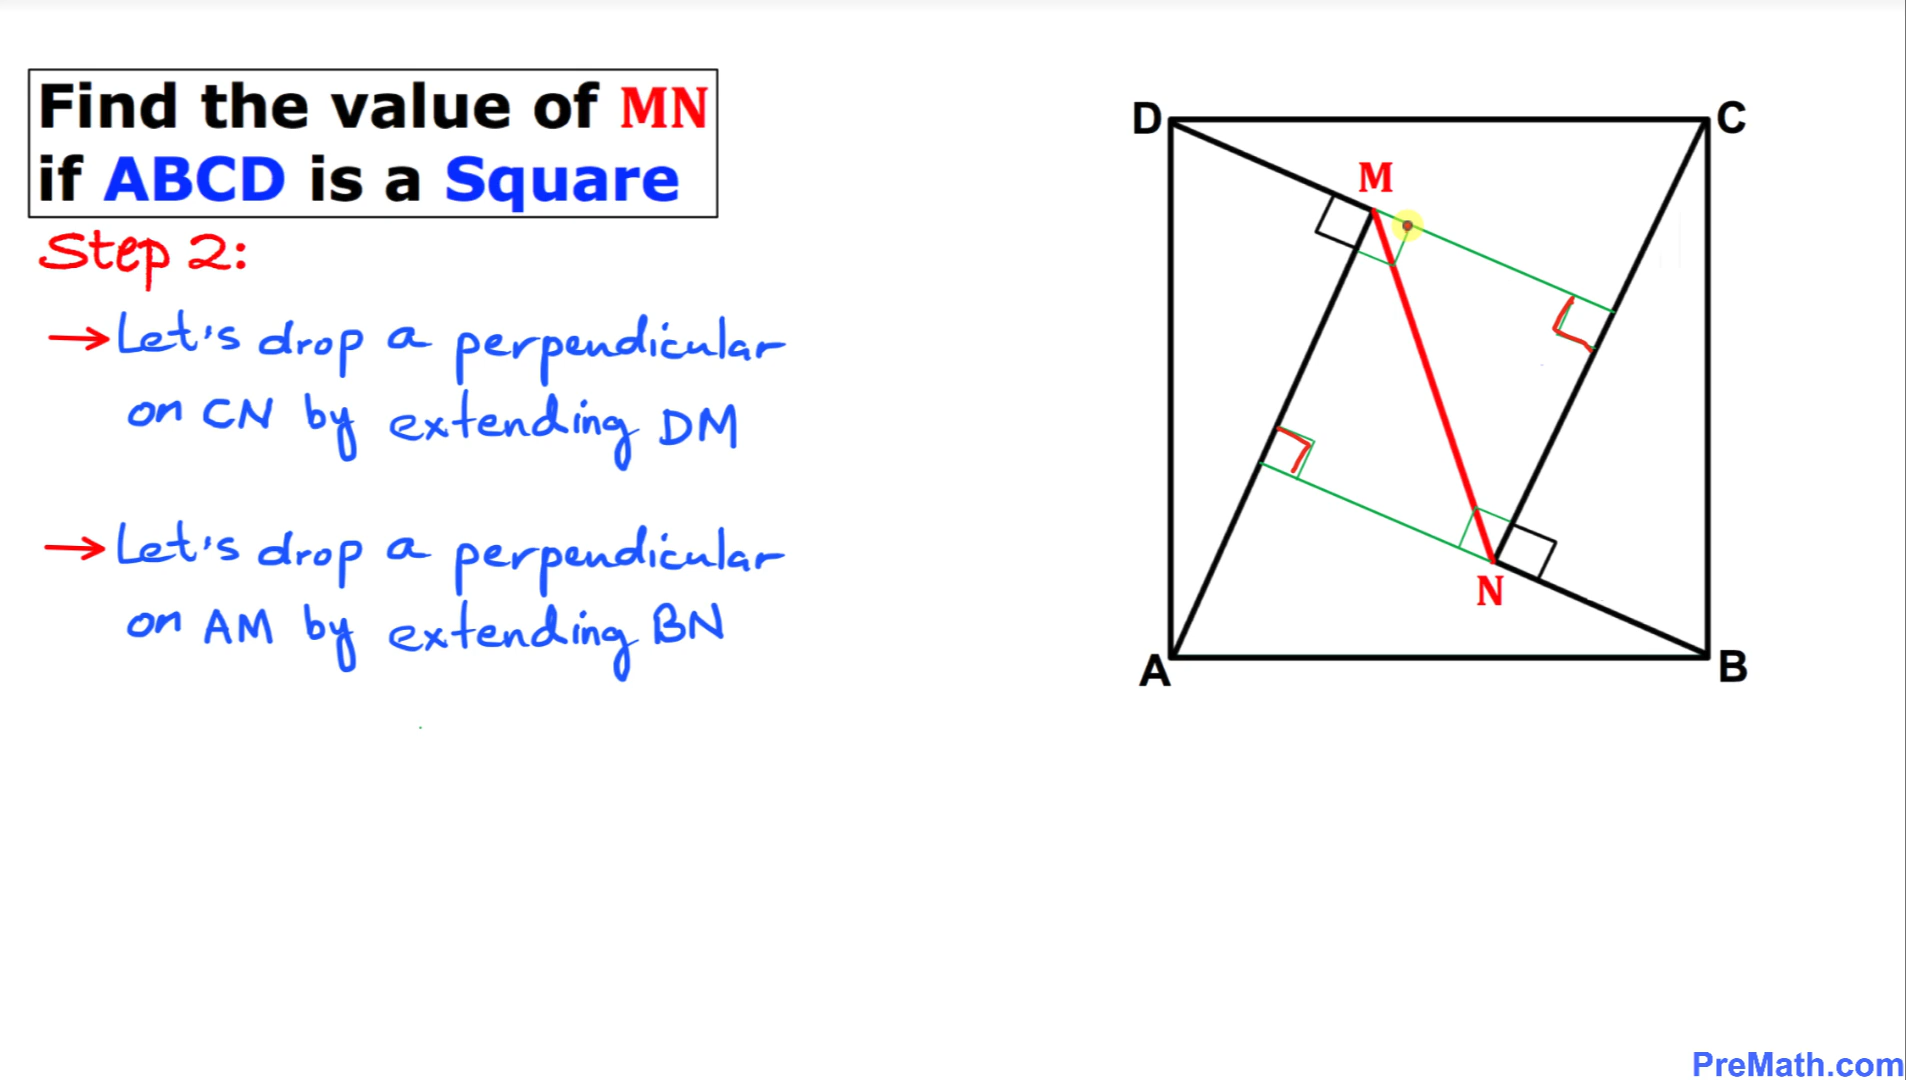 Find the value of MN
if ABCD is a Square
Step 2:
→Let's drop a perpendicular
on CN by extending DM
→Let's drop a perpendicular
on AM by extending BN
D
C
M
N
A
B
PreMath.com